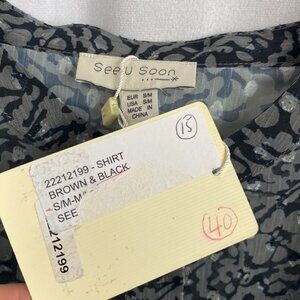 See U Soon
EUR S/M
USA S/M
MADE IN
CHINA
15
22212199 - SHIRT
BROWN & BLACK
SEE
212199
40